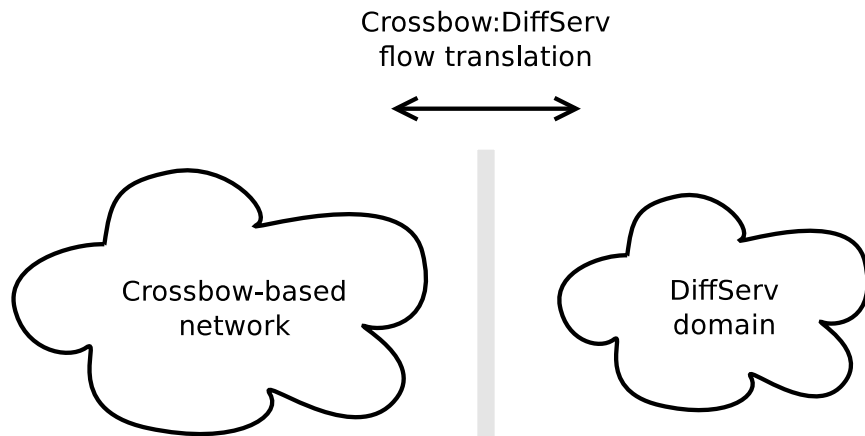 Crossbow:DiffServ
flow translation
Crossbow-based
network
DiffServ
domain